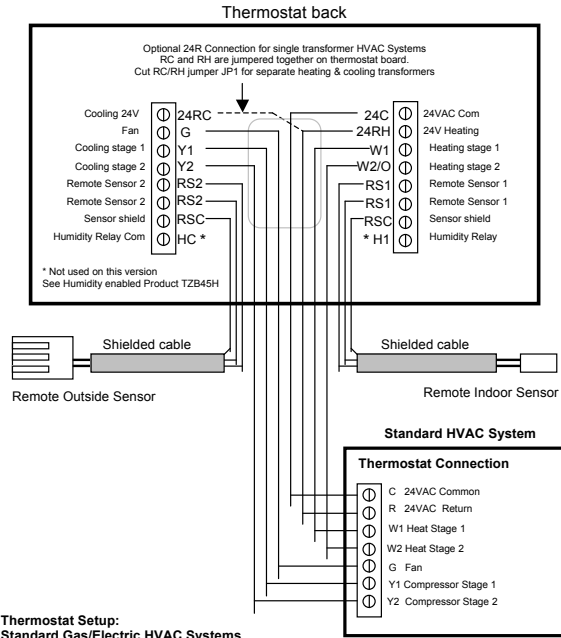 Thermostat back
Optional 24R Connection for single transformer HVAC Systems
RC and RH are jumpered together on thermostat board.
Cut RC/RH jumper JP1 for separate heating & cooling transformers
Cooling 24V 24RC
Fan G
Cooling stage 1 Y1
Cooling stage 2 Y2
Remote Sensor 2 RS2
Remote Sensor 2 RS2
Sensor shield RSC
Humidity Relay Com HC *
24C 24VAC Com
24RH 24V Heating
W1 Heating stage 1
W2/O Heating stage 2
RS1 Remote Sensor 1
RS1 Remote Sensor 1
RSC Sensor shield
* H1 Humidity Relay
* Not used on this version
See Humidity enabled Product TZB45H
Shielded cable
Remote Outside Sensor
Shielded cable
Remote Indoor Sensor
Standard HVAC System
Thermostat Connection
C 24VAC Common
R 24VAC Return
W1 Heat Stage 1
W2 Heat Stage 2
G Fan
Y1 Compressor Stage 1
Y2 Compressor Stage 2
Thermostat Setup:
Standard Gas/Electric HVAC Systems